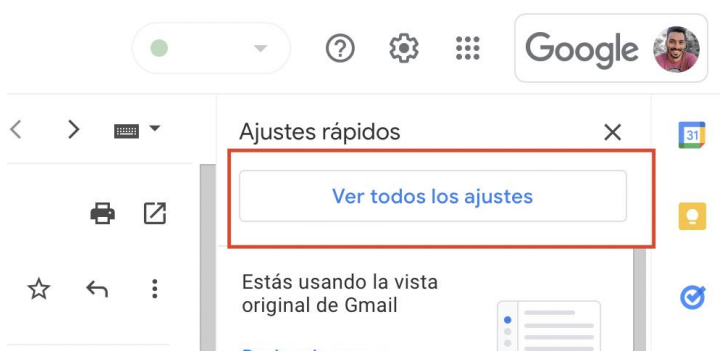 Google
Ajustes rápidos
31
Ver todos los ajustes
Estás usando la vista
original de Gmail